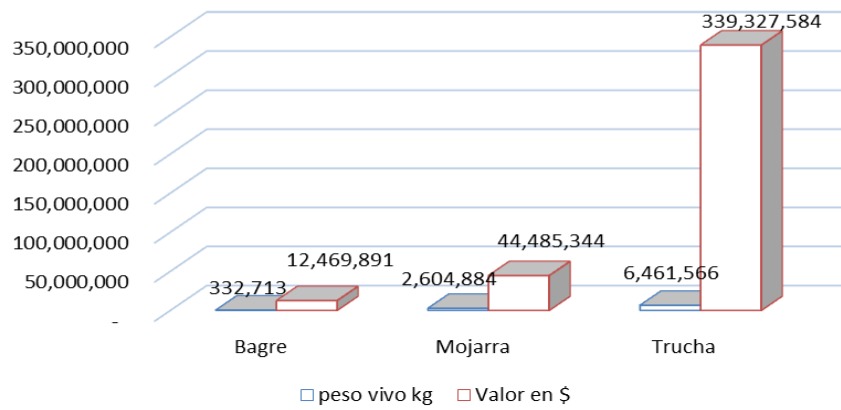 339,327,584
350,000,000
300,000,000
250,000,000
200,000,000
150,000,000
100,000,000
50,000,000
-
332,713
12,469,891
2,604,884
44,485,344
6,461,566
Bagre
Mojarra
Trucha
peso vivo kg
Valor en $